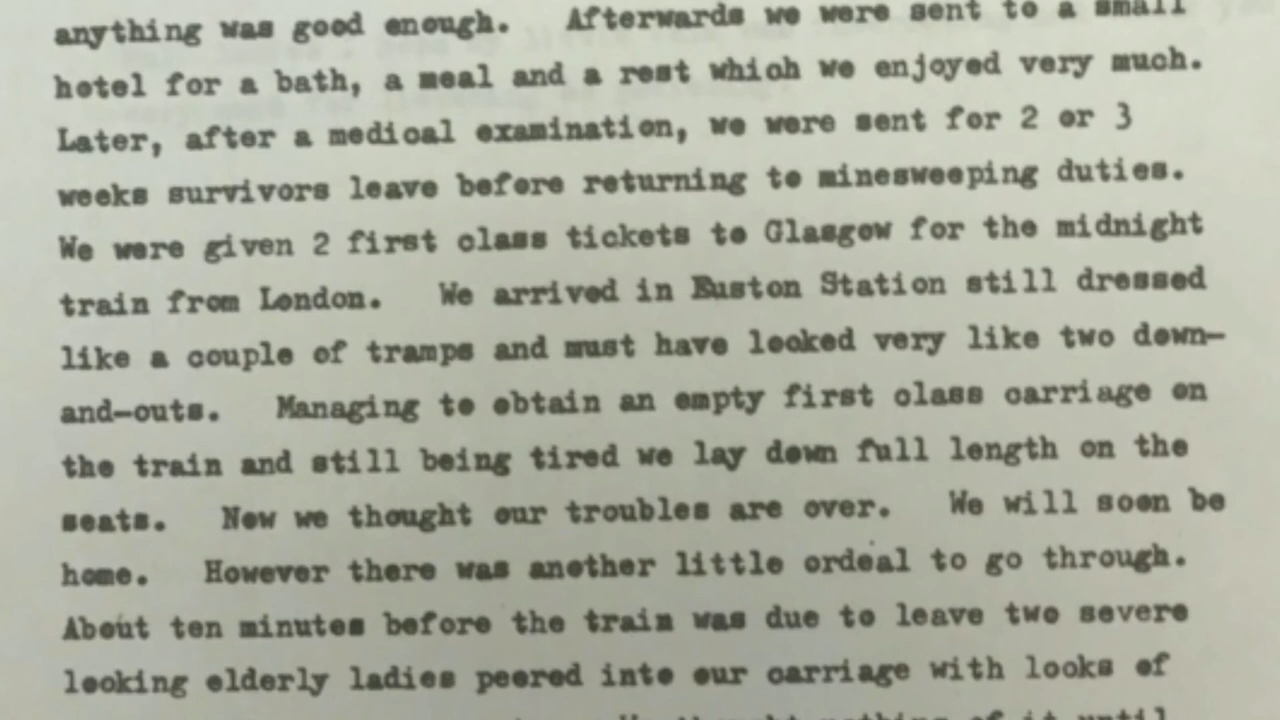 anything was good enough. Afterwards we were sent to a small
hotel for a bath, a meal and a rest which we enjoyed very much.
Later, after a medical examination, we were sent for 2 or 3
weeks survivors leave before returning to minesweeping duties.
We were given 2 first class tickets to Glasgow for the midnight
train from London. We arrived in Euston Station still dressed
like a couple of tramps and must have looked very like two down-
and-outs. Managing to obtain an empty first class carriage on
the train and still being tired we lay down full length on the
seats. Now we thought our troubles are over. We will soon be
home. However there was another little ordeal to go through.
About ten minutes before the train was due to leave two severe
looking elderly ladies peered into our carriage with looks of
We thought nothing of it until